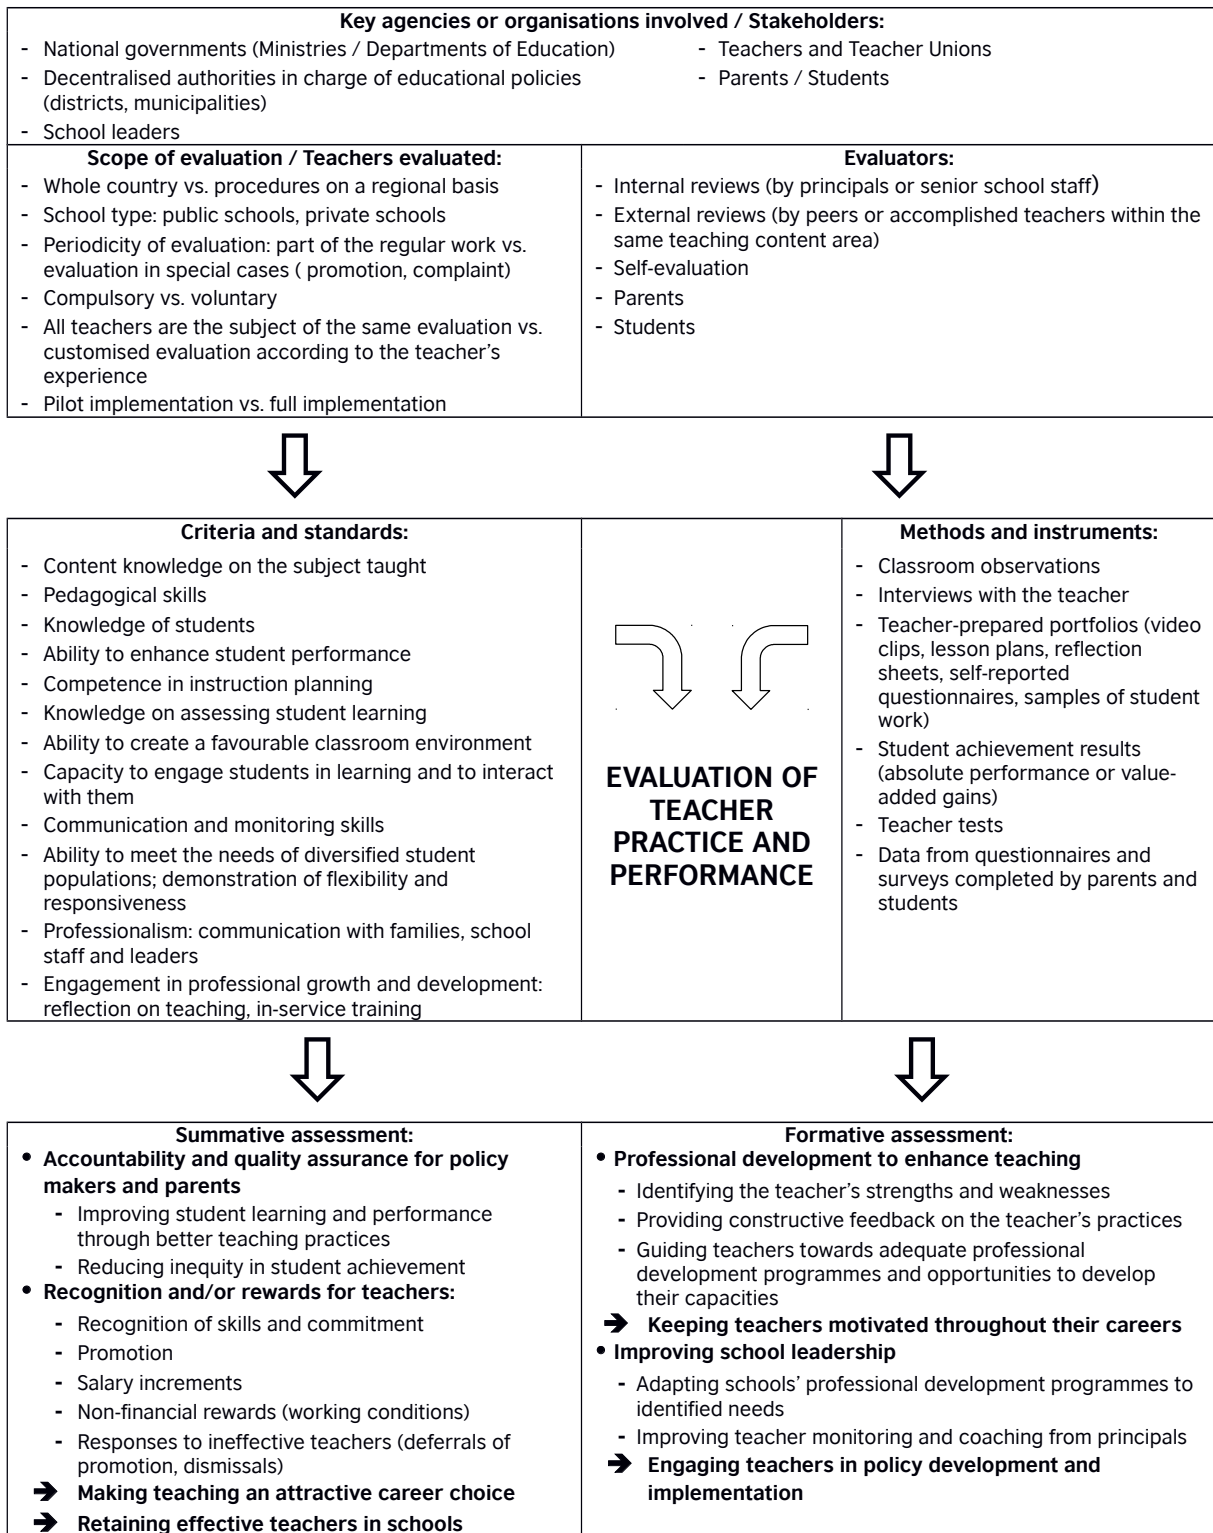 Key agencies or organisations involved / Stakeholders:
- National governments (Ministries / Departments of Education)
- Decentralised authorities in charge of educational policies
(districts, municipalities)
- School leaders
- Teachers and Teacher Unions
- Parents / Students
Scope of evaluation / Teachers evaluated:
- Whole country vs. procedures on a regional basis
- School type: public schools, private schools
- Periodicity of evaluation: part of the regular work vs.
evaluation in special cases ( promotion, complaint)
- Compulsory vs. voluntary
- All teachers are the subject of the same evaluation vs.
customised evaluation according to the teacher's
experience
- Pilot implementation vs. full implementation
Evaluators:
- Internal reviews (by principals or senior school staff)
- External reviews (by peers or accomplished teachers within the
same teaching content area)
- Self-evaluation
- Parents
- Students
Criteria and standards:
- Content knowledge on the subject taught
- Pedagogical skills
- Knowledge of students
- Ability to enhance student performance
- Competence in instruction planning
- Knowledge on assessing student learning
- Ability to create a favourable classroom environment
- Capacity to engage students in learning and to interact
with them
- Communication and monitoring skills
- Ability to meet the needs of diversified student
populations; demonstration of flexibility and
responsiveness
- Professionalism: communication with families, school
staff and leaders
- Engagement in professional growth and development:
reflection on teaching, in-service training
EVALUATION OF
TEACHER
PRACTICE AND
PERFORMANCE
Methods and instruments:
- Classroom observations
- Interviews with the teacher
- Teacher-prepared portfolios (video
clips, lesson plans, reflection
sheets, self-reported
questionnaires, samples of student
work)
- Student achievement results
(absolute performance or value-
added gains)
- Teacher tests
- Data from questionnaires and
surveys completed by parents and
students
Summative assessment:
• Accountability and quality assurance for policy
makers and parents
- Improving student learning and performance
through better teaching practices
- Reducing inequity in student achievement
• Recognition and/or rewards for teachers:
- Recognition of skills and commitment
- Promotion
- Salary increments
- Non-financial rewards (working conditions)
- Responses to ineffective teachers (deferrals of
promotion, dismissals)
➔ Making teaching an attractive career choice
➔ Retaining effective teachers in schools
Formative assessment:
• Professional development to enhance teaching
- Identifying the teacher's strengths and weaknesses
- Providing constructive feedback on the teacher's practices
- Guiding teachers towards adequate professional
development programmes and opportunities to develop
their capacities
➔ Keeping teachers motivated throughout their careers
• Improving school leadership
- Adapting schools' professional development programmes to
identified needs
- Improving teacher monitoring and coaching from principals
➔ Engaging teachers in policy development and
implementation